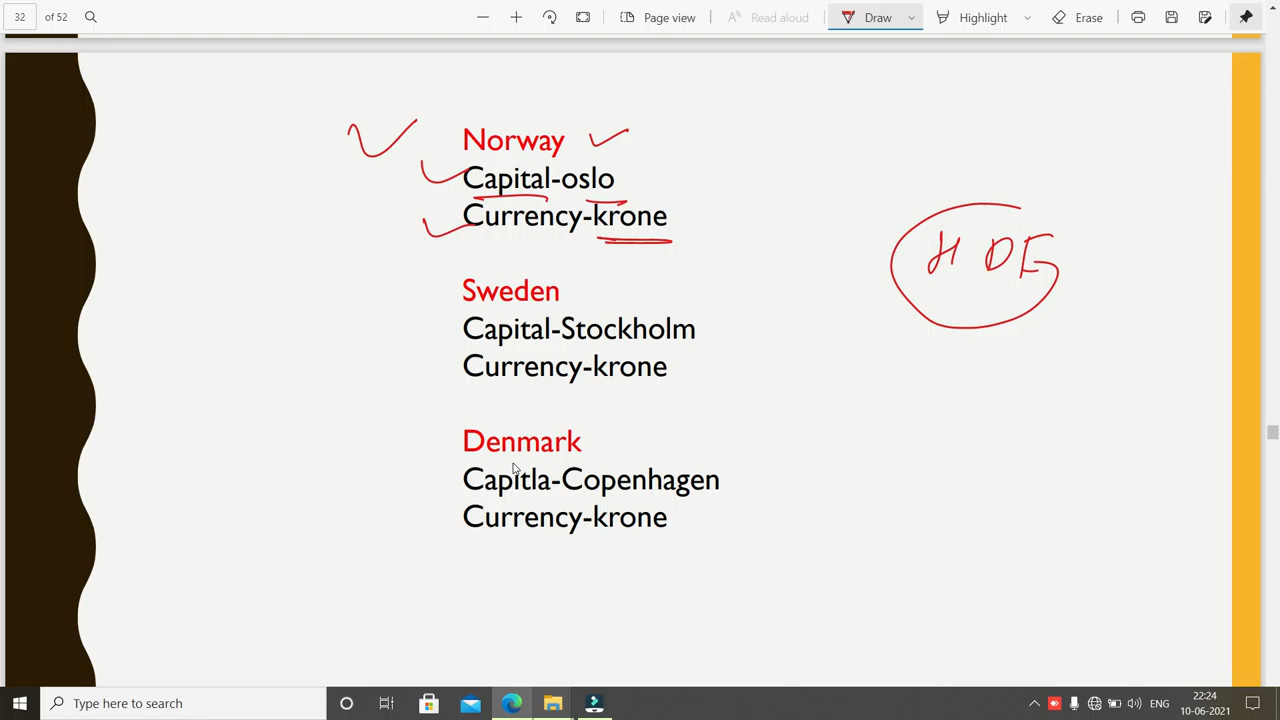 32 of 52
Page view
Read aloud
Draw
Highlight
Erase
Norway
Capital-oslo
Currency-krone
H D E
Sweden
Capital-Stockholm
Currency-krone
Denmark
Capitla-Copenhagen
Currency-krone
Type here to search
ENG
22:24
10-06-2021